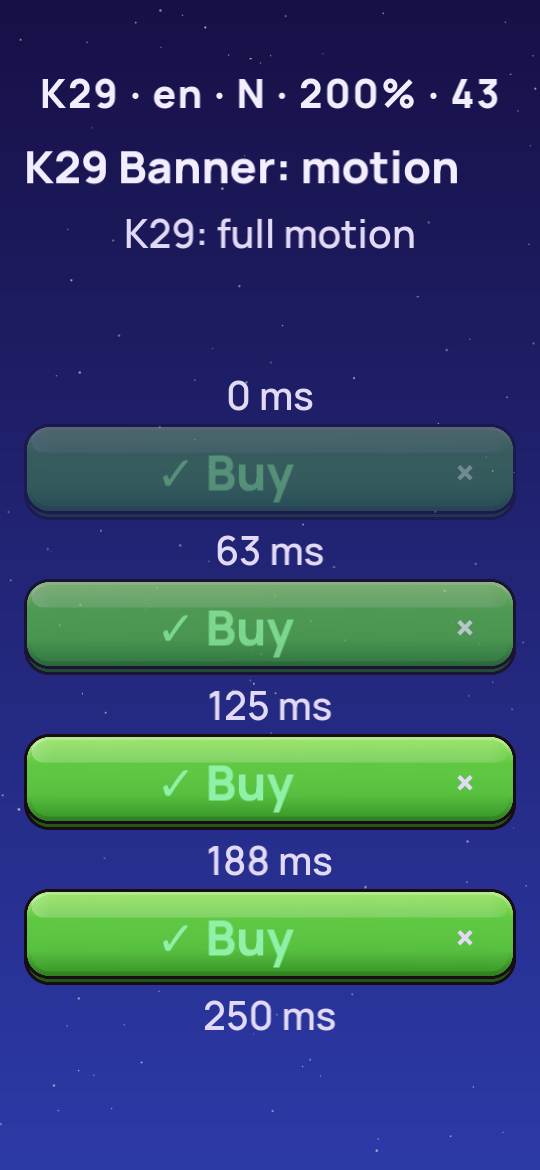 K29 · en · N · 200% · 43
K29 Banner: motion
K29: full motion
0 ms
✓ Buy ×
63 ms
✓ Buy ×
125 ms
✓ Buy ×
188 ms
✓ Buy ×
250 ms